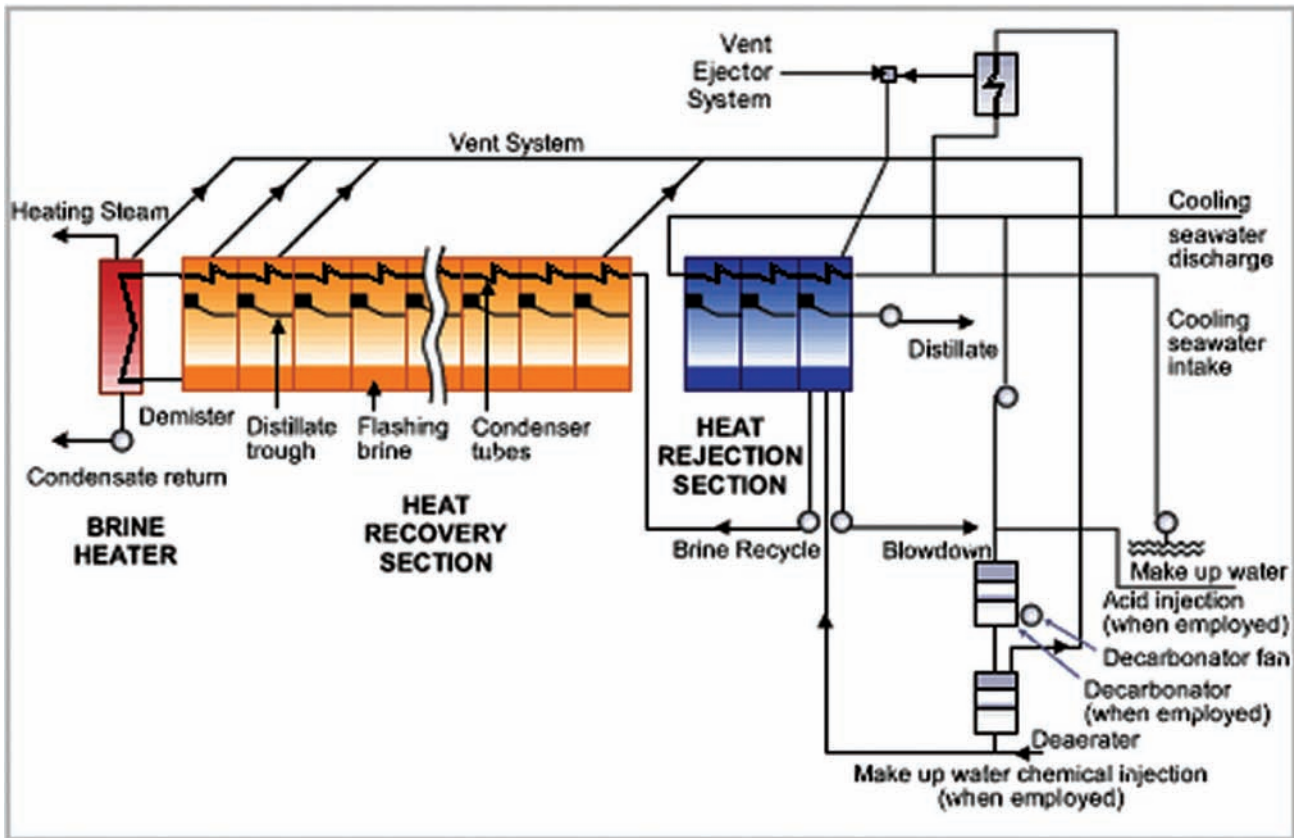 Vent
Ejector
System
Vent System
Heating Steam
Cooling
seawater
discharge
Cooling
seawater
intake
Distillate
Demister
Distillate
trough
Flashing
brine
Condenser
tubes
HEAT
REJECTION
SECTION
Condensate return
BRINE
HEATER
HEAT
RECOVERY
SECTION
Brine Recycle
Blowdown
Make up water
Acid injection
(when employed)
Decarbonator fan
Decarbonator
(when employed)
Deaerater
Make up water chemical injection
(when employed)